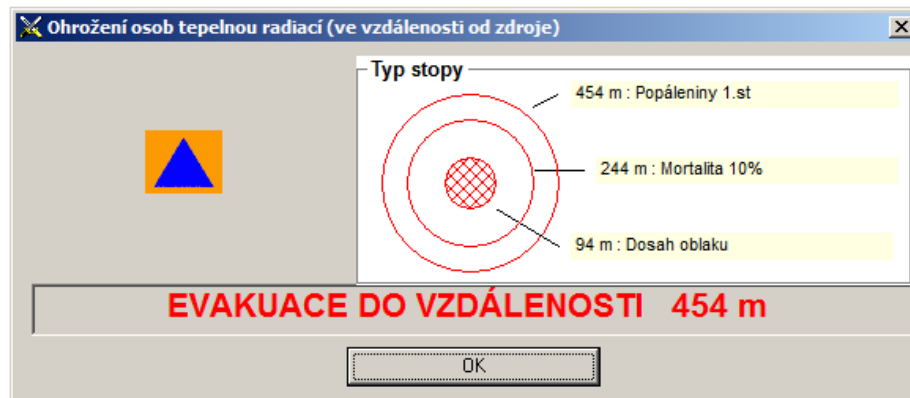 Ohrožení osob tepelnou radiací (ve vzdálenosti od zdroje)
Typ stopy
454 m : Popáleniny 1.st
244 m : Mortalita 10%
94 m : Dosah oblaku
EVAKUACE DO VZDÁLENOSTI 454 m
OK